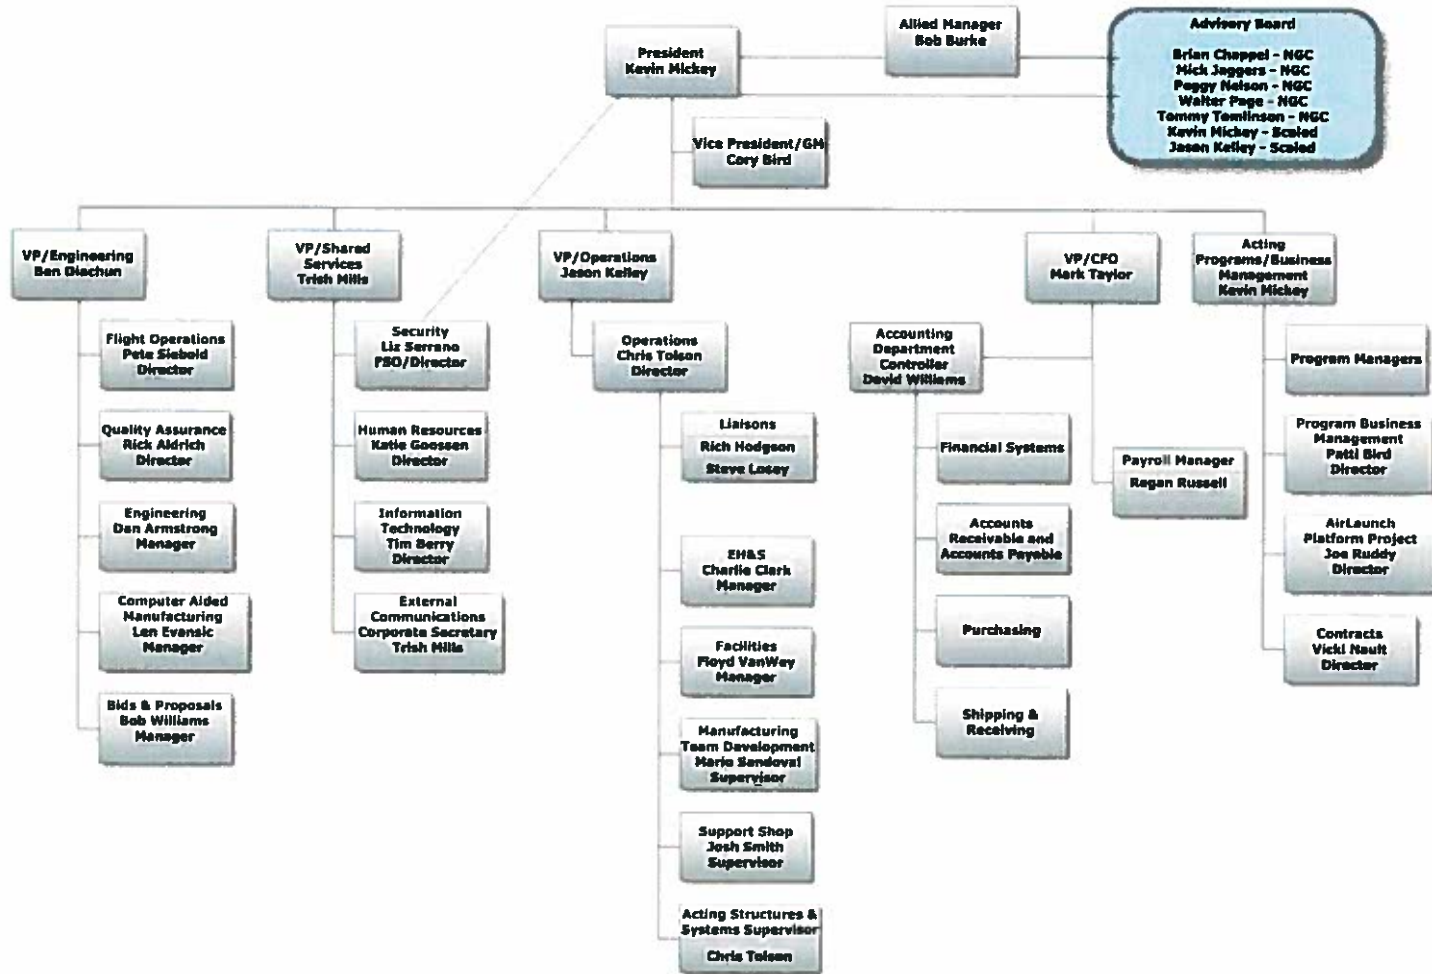 Allied Manager
Bob Burke
President
Kevin Mickey
Advisory Board
Brian Chappel - NGC
Mick Jaggers - NGC
Peggy Nelson - NGC
Walter Page - NGC
Tommy Tomlinson - NGC
Kevin Mickey - Scaled
Jason Kelley - Scaled
Vice President/GM
Cory Bird
VP/Engineering
Ben Diachun
VP/Shared
Services
Trish Mills
VP/Operations
Jason Kelley
VP/CFO
Mark Taylor
Acting
Programs/Business
Management
Kevin Mickey
Flight Operations
Pete Siebold
Director
Quality Assurance
Rick Aldrich
Director
Engineering
Dan Armstrong
Manager
Computer Aided
Manufacturing
Len Evansic
Manager
Bids & Proposals
Bob Williams
Manager
Security
Liz Serrano
FSO/Director
Human Resources
Katie Goossen
Director
Information
Technology
Tim Berry
Director
External
Communications
Corporate Secretary
Trish Mills
Operations
Chris Tolson
Director
Liaisons
Rich Hodgson
Steve Losey
EH&S
Charlie Clark
Manager
Facilities
Floyd VanWey
Manager
Manufacturing
Team Development
Mario Sandoval
Supervisor
Support Shop
Josh Smith
Supervisor
Acting Structures &
Systems Supervisor
Chris Tolson
Accounting
Department
Controller
David Williams
Financial Systems
Accounts
Receivable and
Accounts Payable
Purchasing
Shipping &
Receiving
Payroll Manager
Regan Russell
Program Managers
Program Business
Management
Patti Bird
Director
AirLaunch
Platform Project
Joe Ruddy
Director
Contracts
Vicki Nault
Director